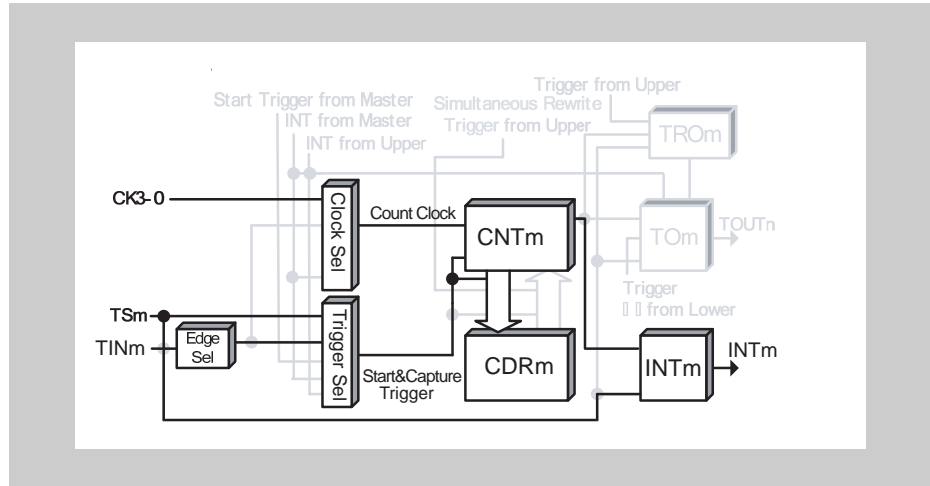 Trigger from Upper
Start Trigger from Master
Simultaneous Rewrite
INT from Master
Trigger from Upper
TROm
INT from Upper
CK3-0
Clock Sel
Count Clock
CNTm
TOm
TOUTn
TSm
Trigger Sel
Trigger
from Lower
TINm
Edge
Sel
Start&Capture
Trigger
CDRm
INTm
INTm